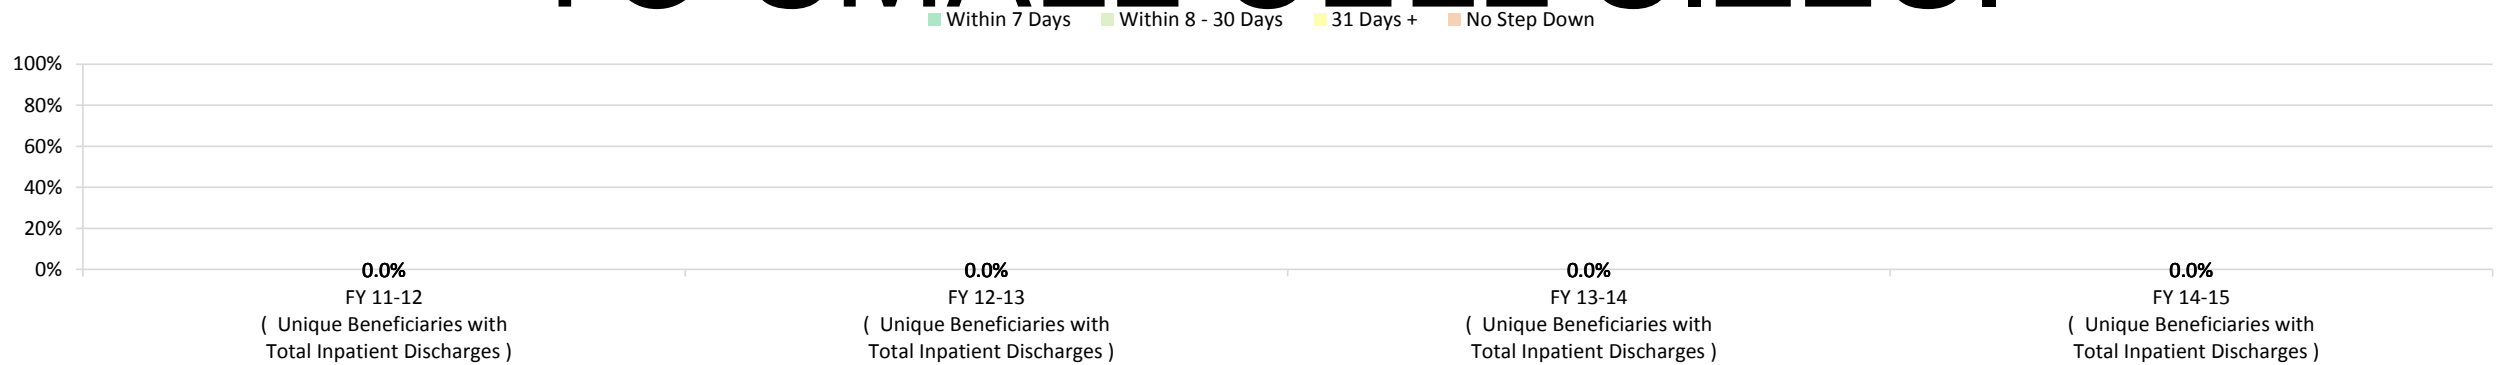 Within 7 Days Within 8 - 30 Days 31 Days + No Step Down
100%
80%
60%
40%
20%
0%
0.0% 0.0% 0.0% 0.0%
FY 11-12 FY 12-13 FY 13-14 FY 14-15
( Unique Beneficiaries with ( Unique Beneficiaries with ( Unique Beneficiaries with ( Unique Beneficiaries with
Total Inpatient Discharges ) Total Inpatient Discharges ) Total Inpatient Discharges ) Total Inpatient Discharges )